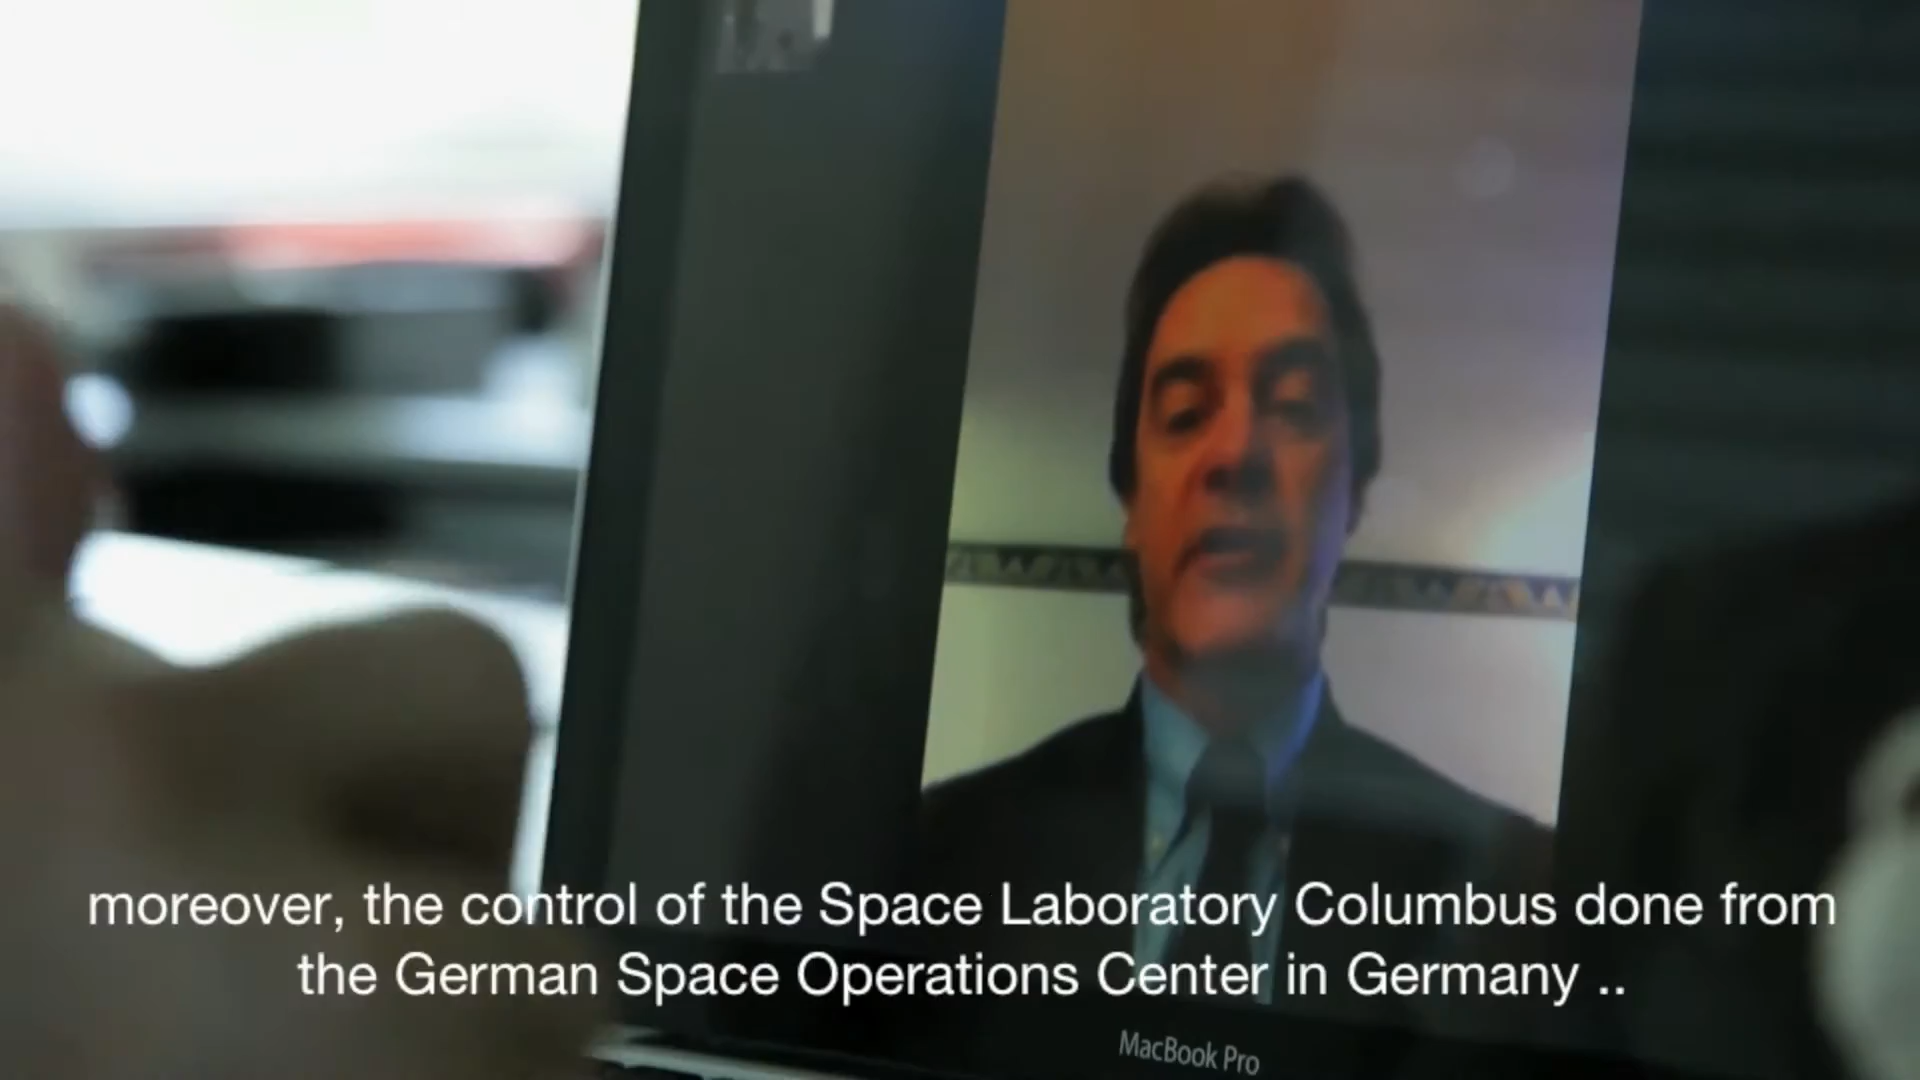 moreover, the control of the Space Laboratory Columbus done from
the German Space Operations Center in Germany ..
MacBook Pro